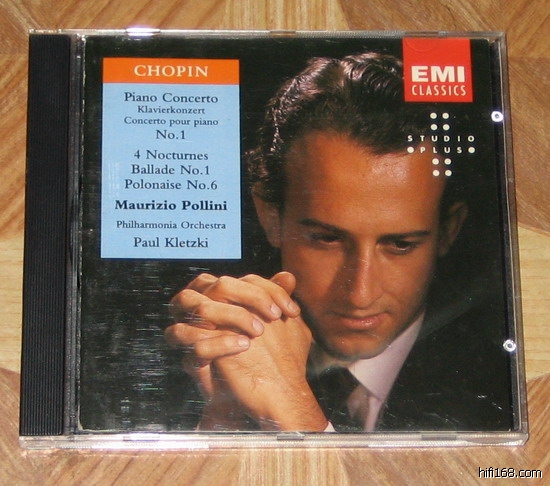 CHOPIN
Piano Concerto
Klavierkonzert
Concerto pour piano
No.1
4 Nocturnes
Ballade No.1
Polonaise No.6
Maurizio Pollini
Philharmonia Orchestra
Paul Kletzki
EMI
CLASSICS
STUDIO
PLUS
hifi168.com